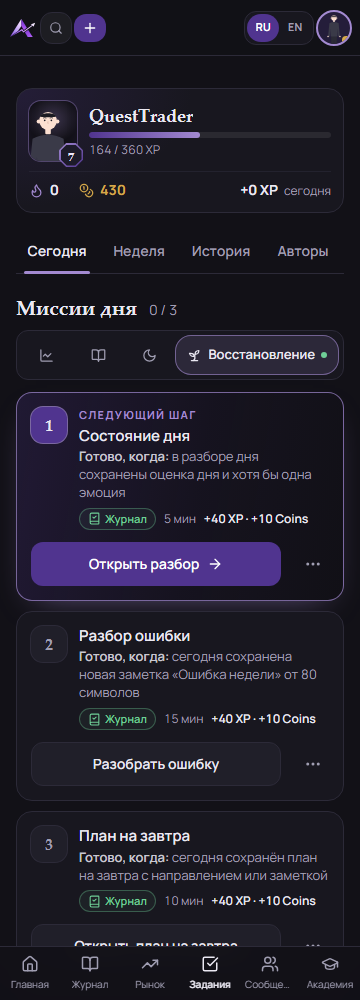 RU EN
QuestTrader
7
164 / 360 XP
0 430 +0 XP сегодня
Сегодня Неделя История Авторы
Миссии дня 0 / 3
Восстановление
1
СЛЕДУЮЩИЙ ШАГ
Состояние дня
Готово, когда: в разборе дня
сохранены оценка дня и хотя бы одна
эмоция
Журнал 5 мин +40 XP · +10 Coins
Открыть разбор →
2
Разбор ошибки
Готово, когда: сегодня сохранена
новая заметка «Ошибка недели» от 80
символов
Журнал 15 мин +40 XP · +10 Coins
Разобрать ошибку
3
План на завтра
Готово, когда: сегодня сохранён план
на завтра с направлением или заметкой
Журнал 10 мин +40 XP · +10 Coins
Открыть план на завтра
Главная Журнал Рынок Задания Сообще... Академия